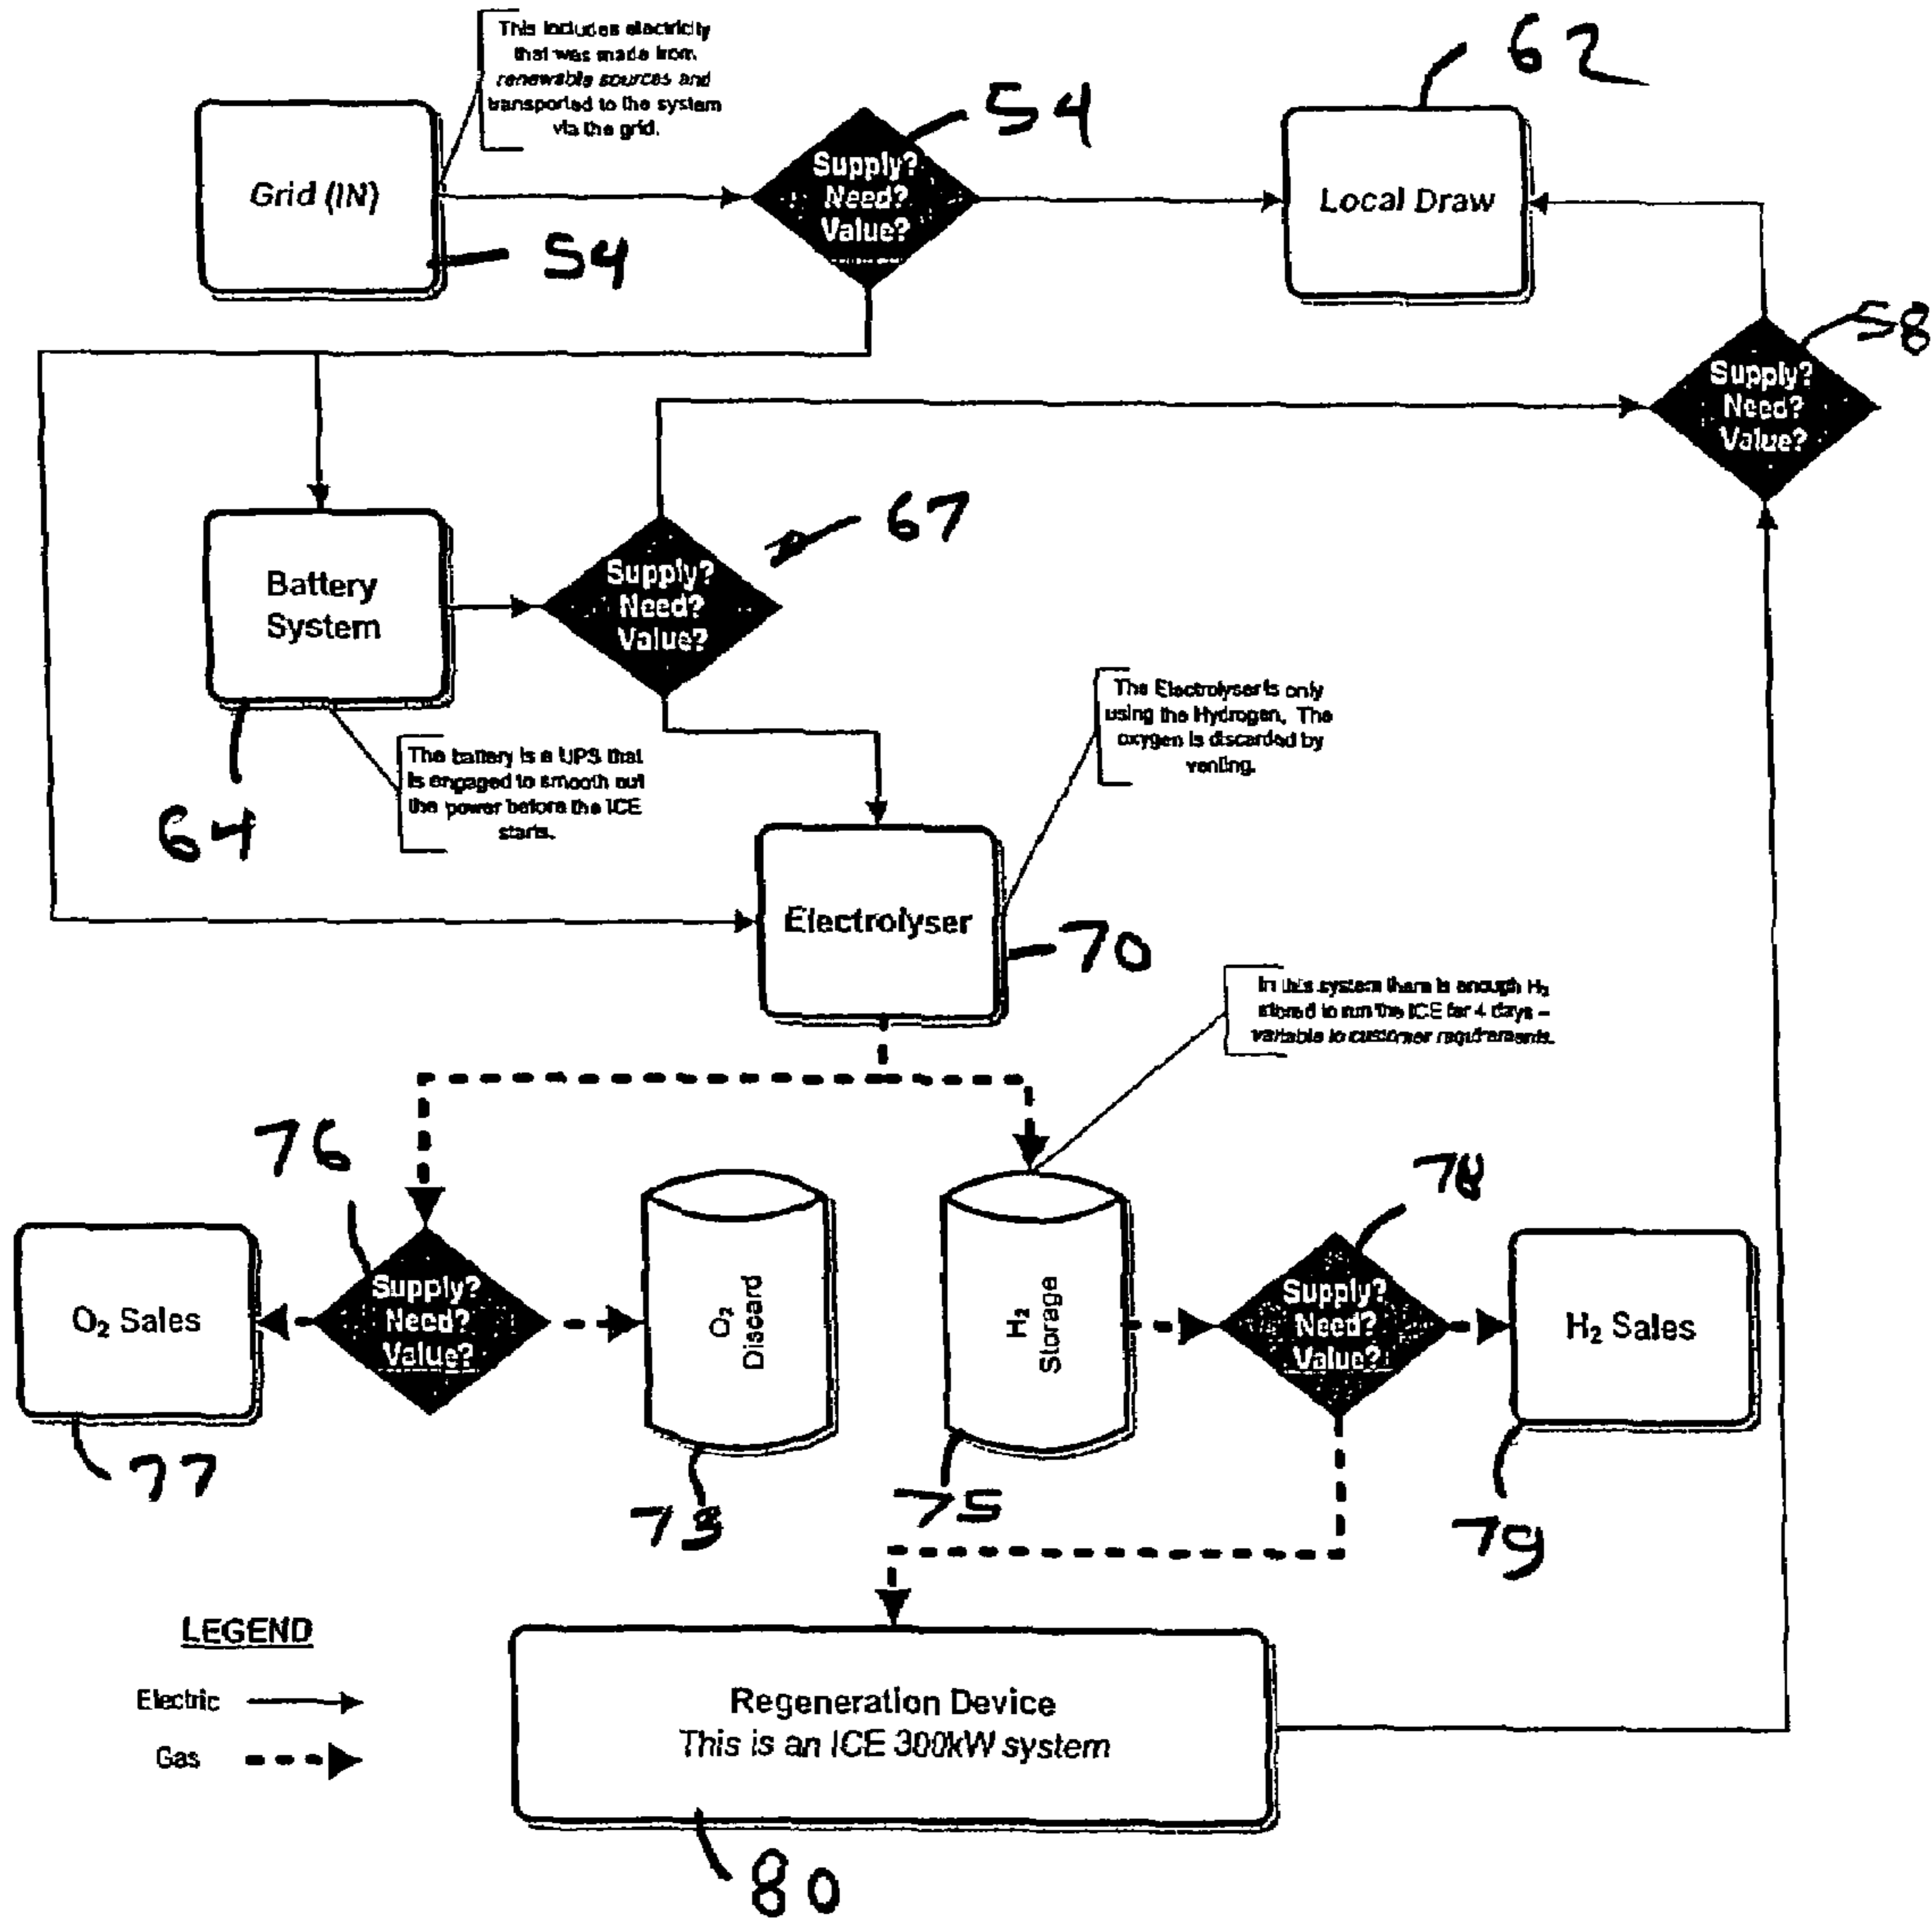 This includes electricity
that was made from
renewable sources and
transported to the system
via the grid.
62
54
Grid (IN)
Supply?
Need?
Value?
Local Draw
54
58
Supply?
Need?
Value?
67
Battery
System
Supply?
Need?
Value?
The Electrolyser is only
using the Hydrogen. The
oxygen is discarded by
venting.
The battery is a UPS that
is engaged to smooth out
the power before the ICE
starts.
64
Electrolyser
70
In this system there is enough H₂
stored to run the ICE for 4 days –
variable to customer requirements.
76
78
O₂ Sales
Supply?
Need?
Value?
O₂
Discard
H₂
Storage
Supply?
Need?
Value?
H₂ Sales
77
73
75
79
LEGEND
Electric
Gas
Regeneration Device
This is an ICE 300kW system
80